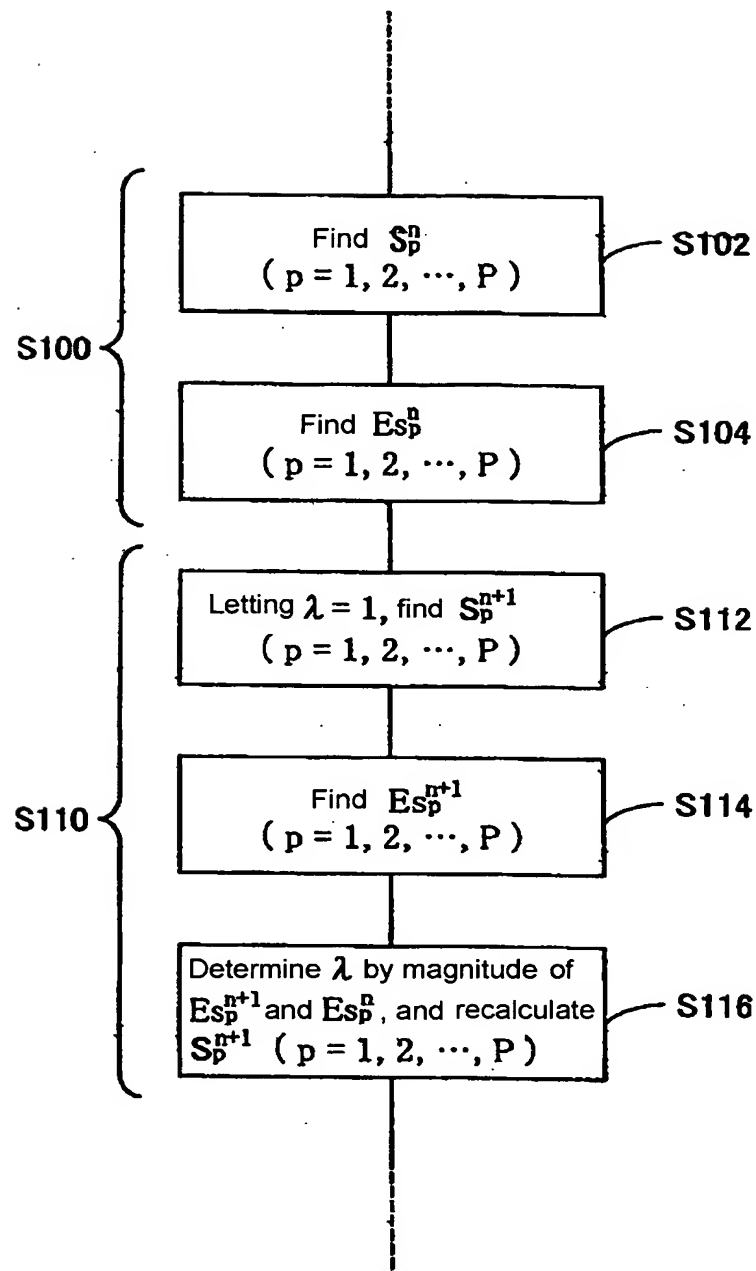 Find S_p^n
( p = 1, 2, ⋯, P )
S102
S100
Find Es_p^n
( p = 1, 2, ⋯, P )
S104
Letting λ = 1, find S_p^{n+1}
( p = 1, 2, ⋯, P )
S112
S110
Find Es_p^{n+1}
( p = 1, 2, ⋯, P )
S114
Determine λ by magnitude of
Es_p^{n+1} and Es_p^n , and recalculate
S_p^{n+1} ( p = 1, 2, ⋯, P )
S116